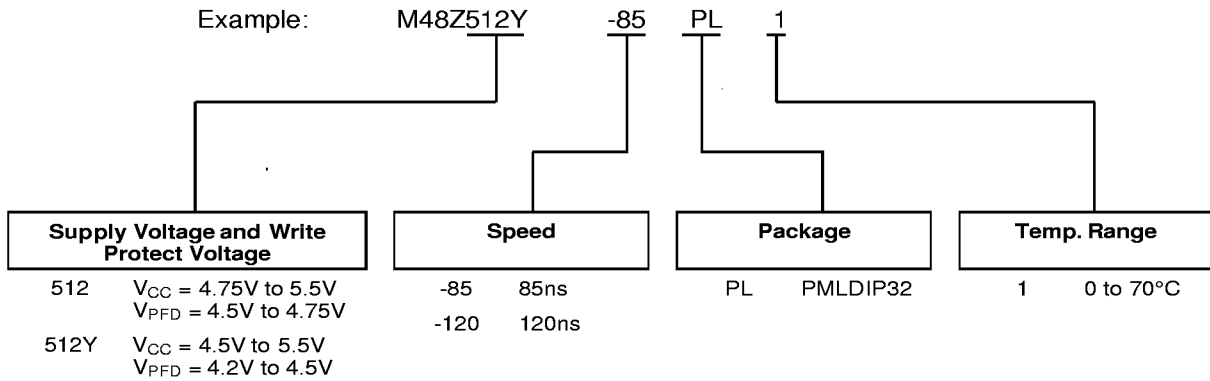 Example: M48Z512Y -85 PL 1
Supply Voltage and Write
Protect Voltage
512 VCC = 4.75V to 5.5V
VPFD = 4.5V to 4.75V
512Y VCC = 4.5V to 5.5V
VPFD = 4.2V to 4.5V
Speed
-85 85ns
-120 120ns
Package
PL PMLDIP32
Temp. Range
1 0 to 70°C